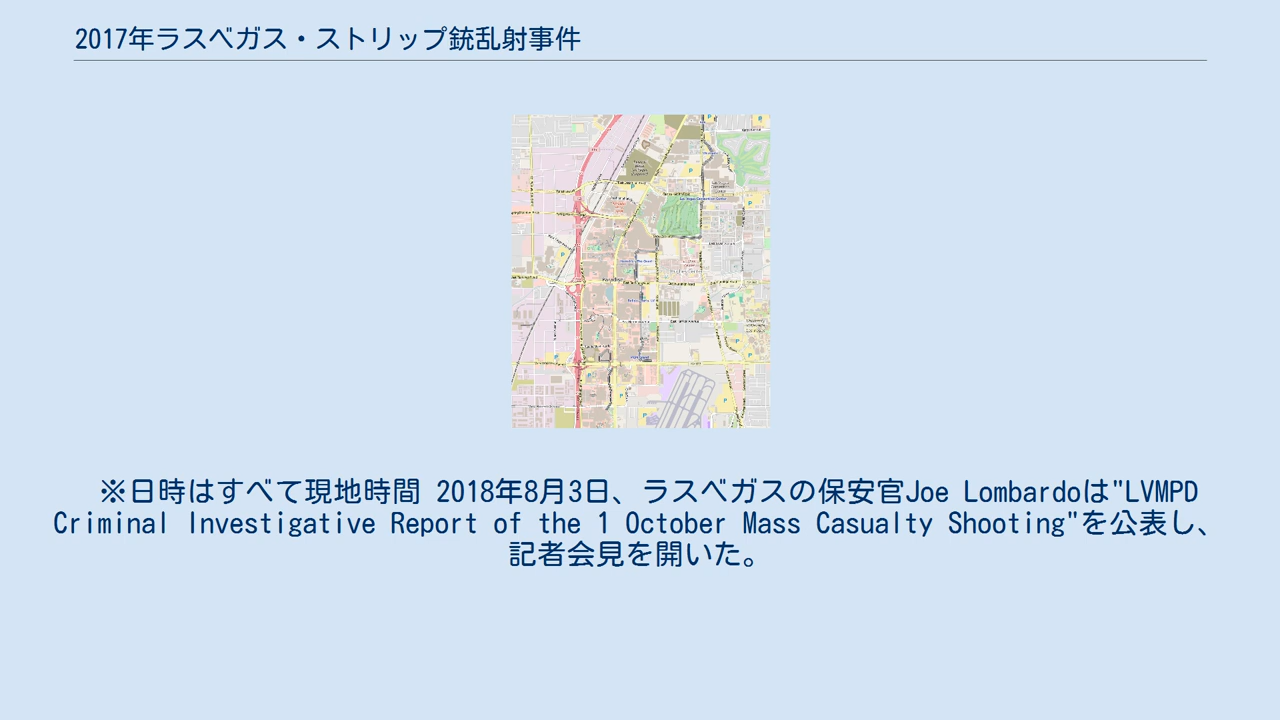 2017年ラスベガス・ストリップ銃乱射事件
※日時はすべて現地時間 2018年8月3日、ラスベガスの保安官Joe Lombardoは"LVMPD
Criminal Investigative Report of the 1 October Mass Casualty Shooting"を公表し、
記者会見を開いた。